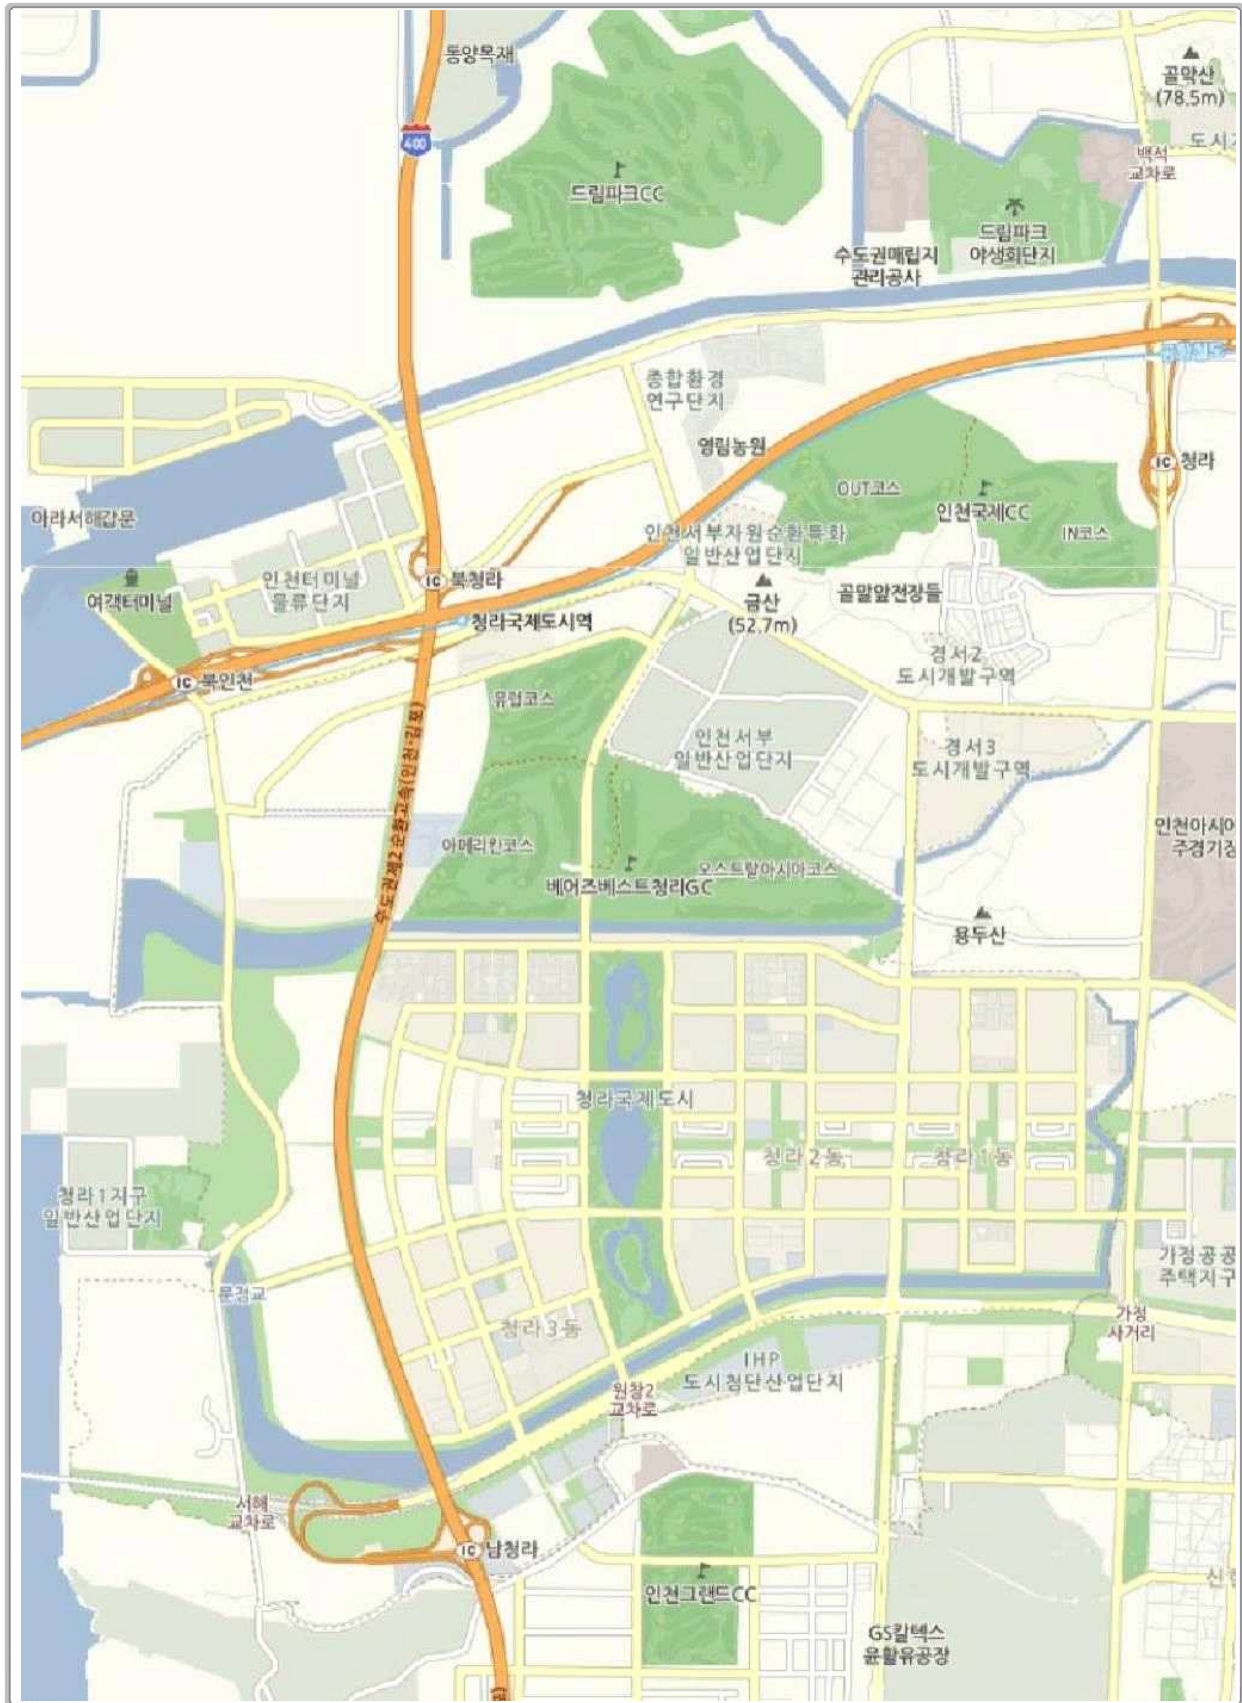 동양목재
골막산
(78.5m)
400
도시
백석
교차로
드림파크CC
드림파크
야생화단지
수도권매립지
관리공사
공항철도
종합환경
연구단지
영림농원
IC 청라
OUT코스
인천국제CC
IN코스
아라서해갑문
인천서부자원순환특화
일반산업단지
여객터미널
인천터미널
물류단지
IC 북청라
금산
(52.7m)
골말앞전장들
청라국제도시역
경서2
도시개발구역
IC 북인천
유럽코스
수도권제2순환고속(인천-김포)
인천서부
일반산업단지
경서3
도시개발구역
인천아시아
주경기장
아메리칸코스
오스트랄아시아코스
베어즈베스트청라GC
용두산
청라국제도시
청라2동
청라1동
청라1지구
일반산업단지
가정공공
주택지구
문점교
청라3동
가정
사거리
IHP
도시첨단산업단지
원창2
교차로
서해
교차로
IC 남청라
인천그랜드CC
GS칼텍스
윤활유공장